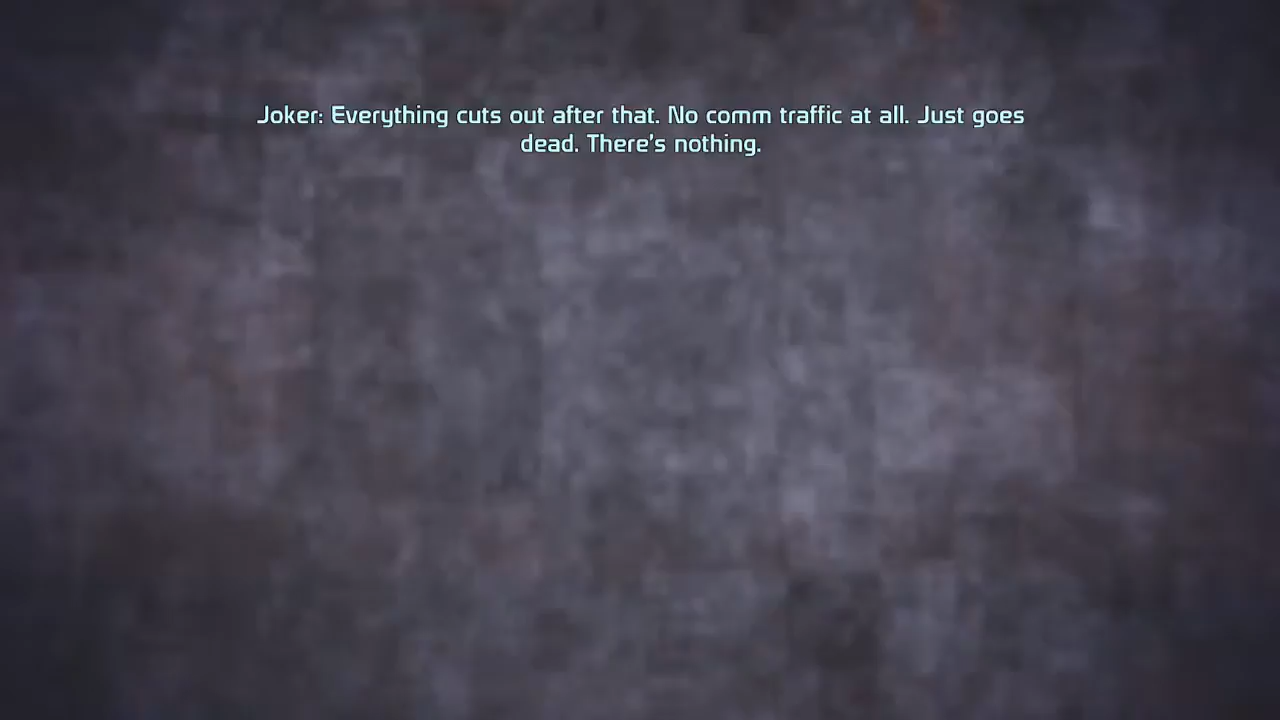 Joker: Everything cuts out after that. No comm traffic at all. Just goes
dead. There's nothing.